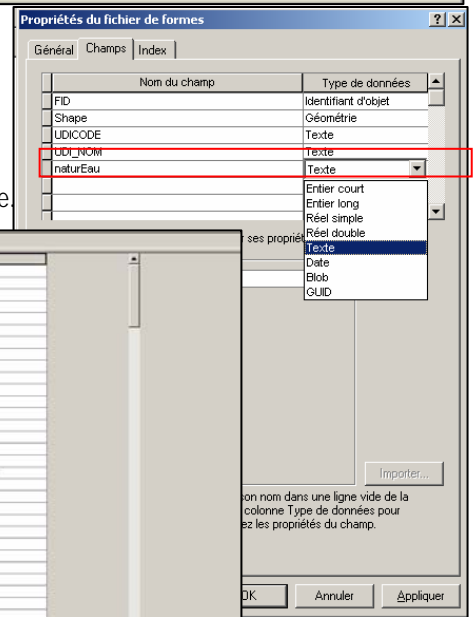 Propriétés du fichier de formes
Général Champs Index
Nom du champ Type de données
FID Identifiant d'objet
Shape Géométrie
UDICODE Texte
UDI_NOM Texte
naturEau Texte
Entier court
e. Entier long
Réel simple
ses Réel double
Texte
Date
Blob
GUID
Importer...
son nom dans une ligne vide de la
colonne Type de données pour
ez les propriétés du champ.
OK Annuler Appliquer